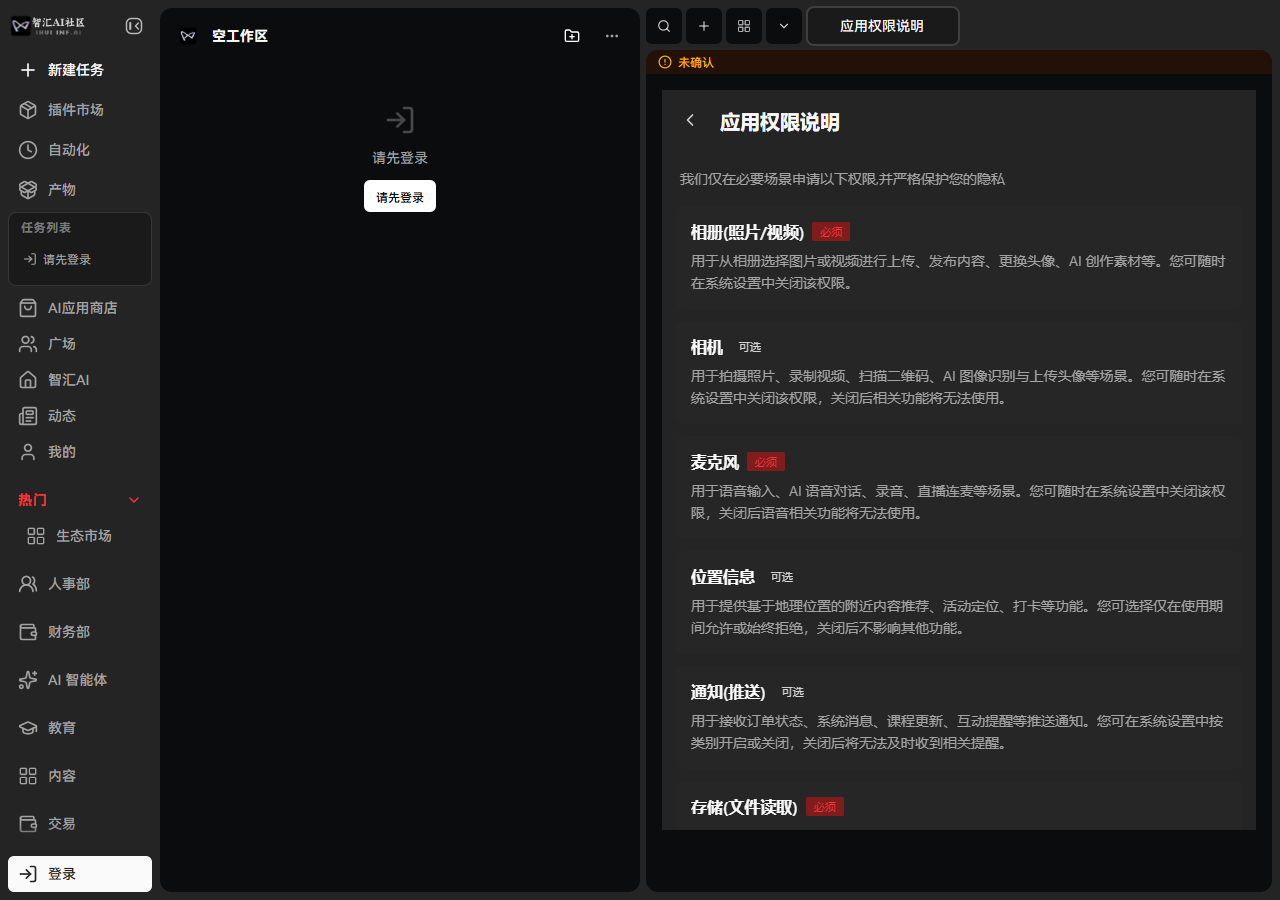 智汇AI社区
IHUI INF.AI
新建任务
插件市场
自动化
产物
任务列表
请先登录
AI应用商店
广场
智汇AI
动态
我的
热门
生态市场
人事部
财务部
AI 智能体
教育
内容
交易
登录
空工作区
请先登录
请先登录
应用权限说明
未确认
应用权限说明
我们仅在必要场景申请以下权限,并严格保护您的隐私
相册(照片/视频) 必须
用于从相册选择图片或视频进行上传、发布内容、更换头像、AI 创作素材等。您可随时
在系统设置中关闭该权限。
相机 可选
用于拍摄照片、录制视频、扫描二维码、AI 图像识别与上传头像等场景。您可随时在系
统设置中关闭该权限，关闭后相关功能将无法使用。
麦克风 必须
用于语音输入、AI 语音对话、录音、直播连麦等场景。您可随时在系统设置中关闭该权
限，关闭后语音相关功能将无法使用。
位置信息 可选
用于提供基于地理位置的附近内容推荐、活动定位、打卡等功能。您可选择仅在使用期
间允许或始终拒绝，关闭后不影响其他功能。
通知(推送) 可选
用于接收订单状态、系统消息、课程更新、互动提醒等推送通知。您可在系统设置中按
类别开启或关闭，关闭后将无法及时收到相关提醒。
存储(文件读取) 必须